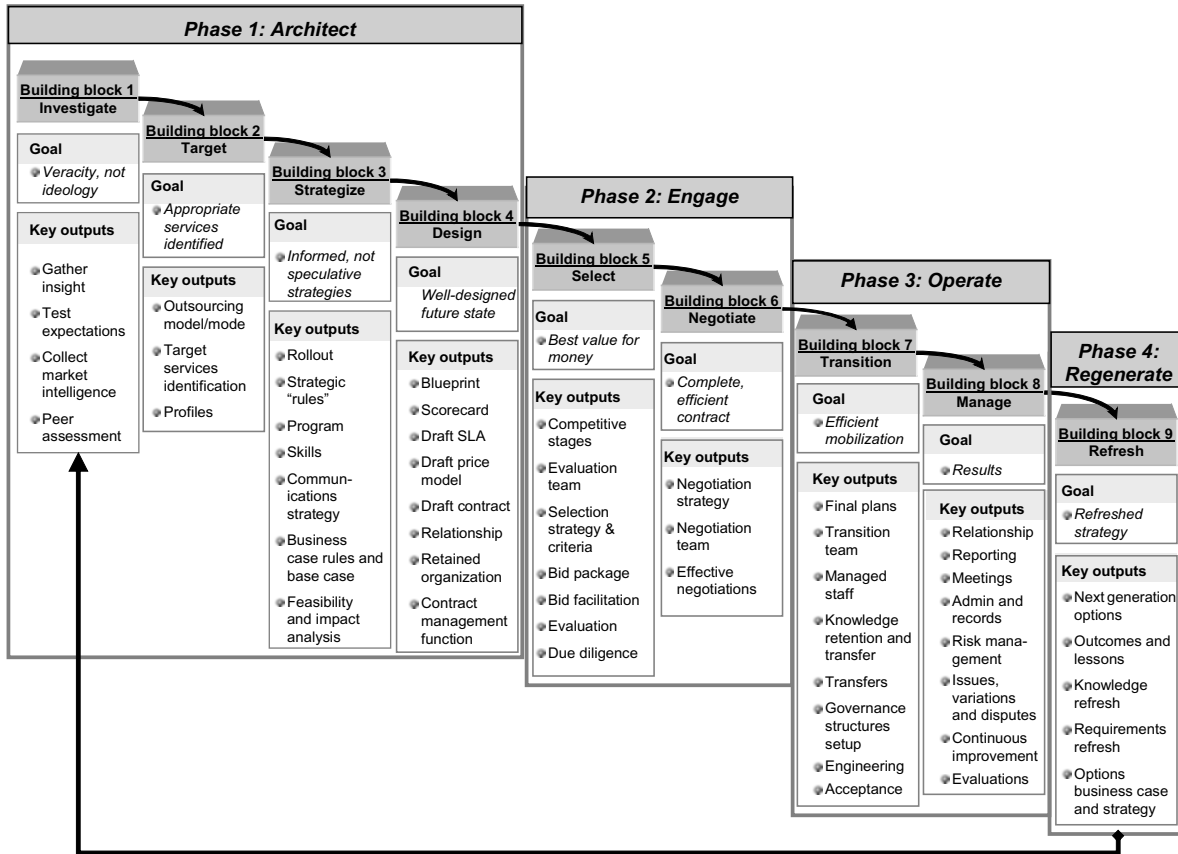 Phase 1: Architect
Building block 1
Investigate
Goal
Veracity, not
ideology
Key outputs
Gather
insight
Test
expectations
Collect
market
intelligence
Peer
assessment
Building block 2
Target
Goal
Appropriate
services
identified
Key outputs
Outsourcing
model/mode
Target
services
identification
Profiles
Building block 3
Strategize
Goal
Informed, not
speculative
strategies
Key outputs
Rollout
Strategic
“rules”
Program
Skills
Commun-
ications
strategy
Business
case rules and
base case
Feasibility
and impact
analysis
Building block 4
Design
Goal
Well-designed
future state
Key outputs
Blueprint
Scorecard
Draft SLA
Draft price
model
Draft contract
Relationship
Retained
organization
Contract
management
function
Phase 2: Engage
Building block 5
Select
Goal
Best value for
money
Key outputs
Competitive
stages
Evaluation
team
Selection
strategy &
criteria
Bid package
Bid facilitation
Evaluation
Due diligence
Building block 6
Negotiate
Goal
Complete,
efficient
contract
Key outputs
Negotiation
strategy
Negotiation
team
Effective
negotiations
Phase 3: Operate
Building block 7
Transition
Goal
Efficient
mobilization
Key outputs
Final plans
Transition
team
Managed
staff
Knowledge
retention and
transfer
Transfers
Governance
structures
setup
Engineering
Acceptance
Building block 8
Manage
Goal
Results
Key outputs
Relationship
Reporting
Meetings
Admin and
records
Risk mana-
gement
Issues,
variations
and disputes
Continuous
improvement
Evaluations
Phase 4:
Regenerate
Building block 9
Refresh
Goal
Refreshed
strategy
Key outputs
Next generation
options
Outcomes and
lessons
Knowledge
refresh
Requirements
refresh
Options
business case
and strategy